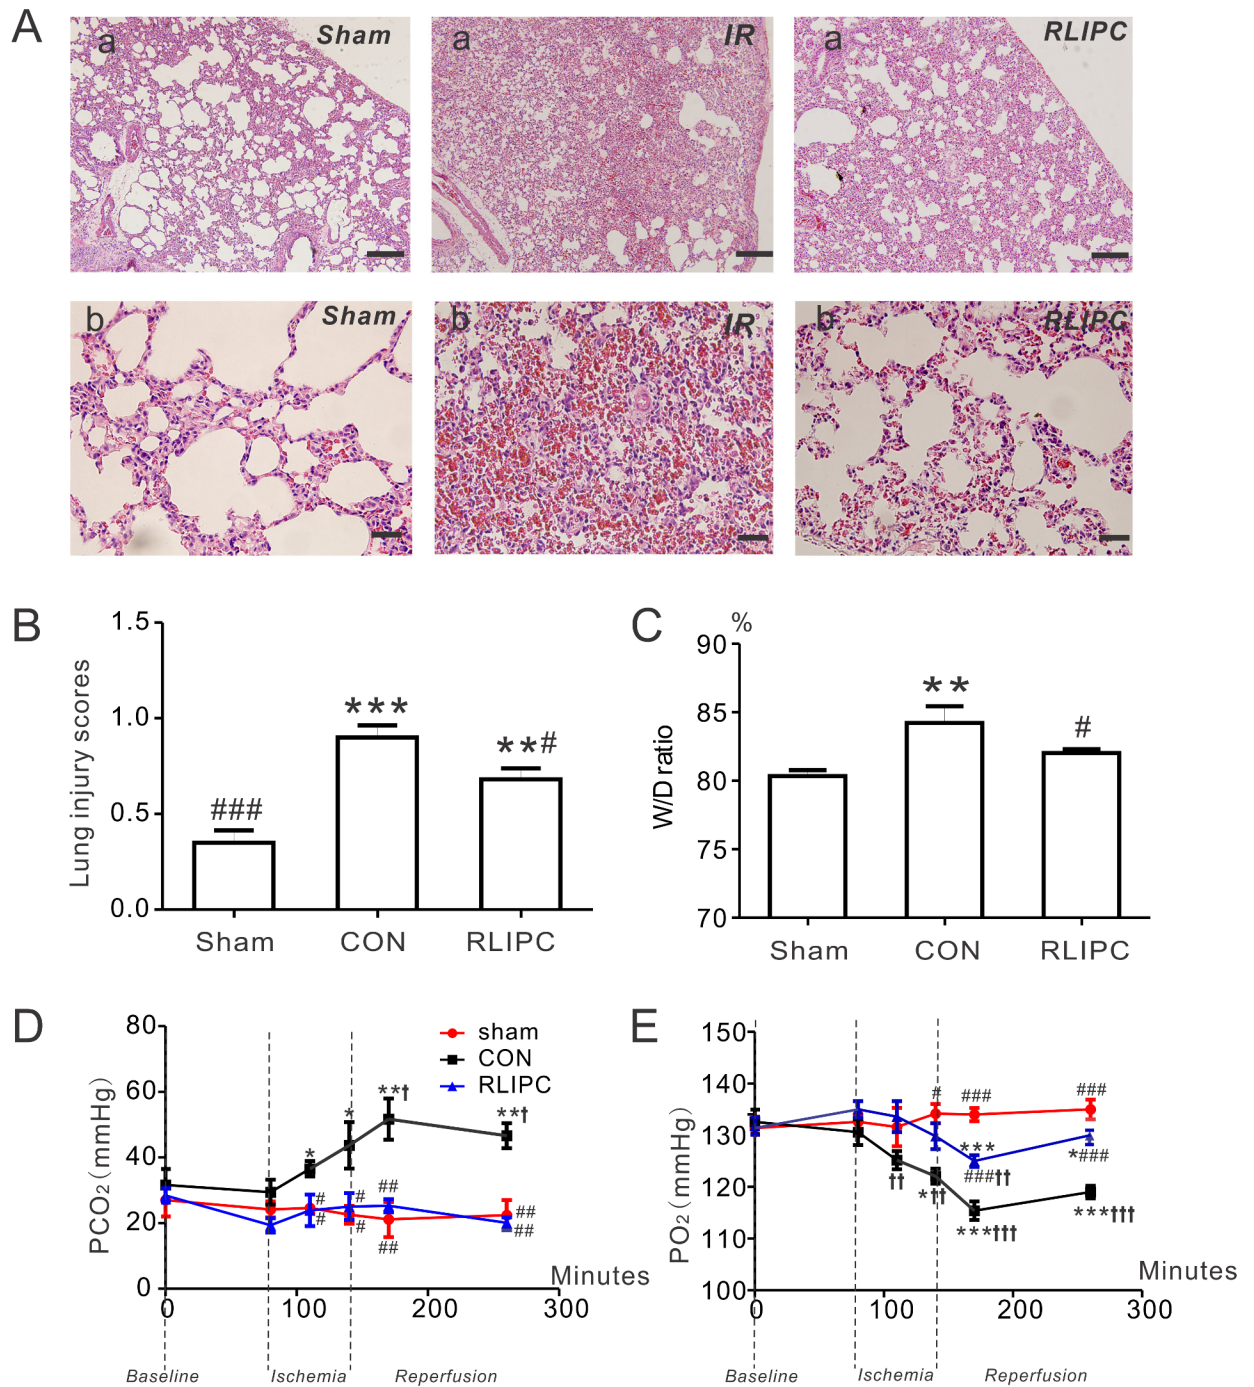 A
a Sham
a IR
a RLIPC
b Sham
b IR
b RLIPC
B
1.5
1.0
0.5
0.0
Lung injury scores
###
***
**#
Sham CON RLIPC
C
%
90
85
80
75
70
W/D ratio
**
#
Sham CON RLIPC
D
80
60
40
20
0
PCO2 (mmHg)
sham
CON
RLIPC
*
*
**†
**†
#
#
#
#
##
##
##
##
Minutes
0 100 200 300
Baseline Ischemia Reperfusion
E
150
140
130
120
110
100
PO2 (mmHg)
#
###
###
***
###††
*###
††
*††
***†††
***†††
Minutes
0 100 200 300
Baseline Ischemia Reperfusion